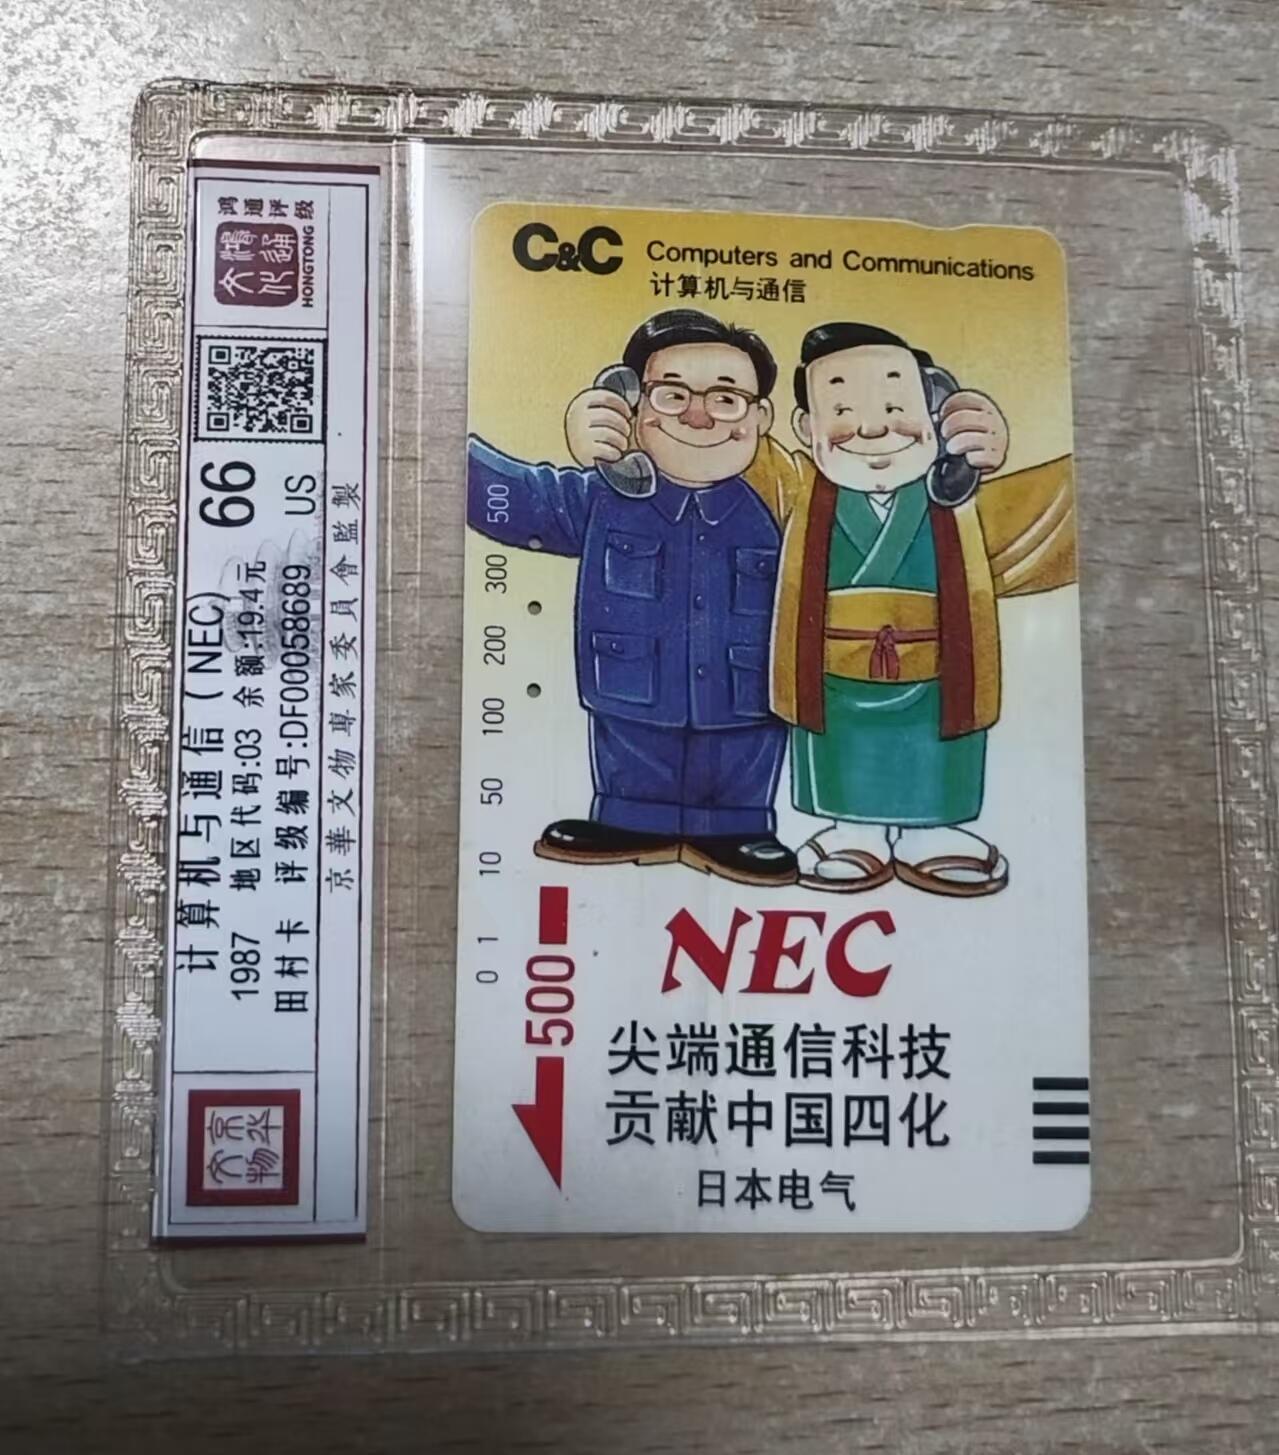 鸿通评级
鴻通文化
HONGTONG
计算机与通信(NEC) 66
1987 地区代码:03 余额:19.4元
田村卡 评级编号:DF00058689 US
京華文物專家委員會監製
C&C Computers and Communications
计算机与通信
500
300
200
100
50
10
1
0
500
NEC
尖端通信科技
贡献中国四化
日本电气